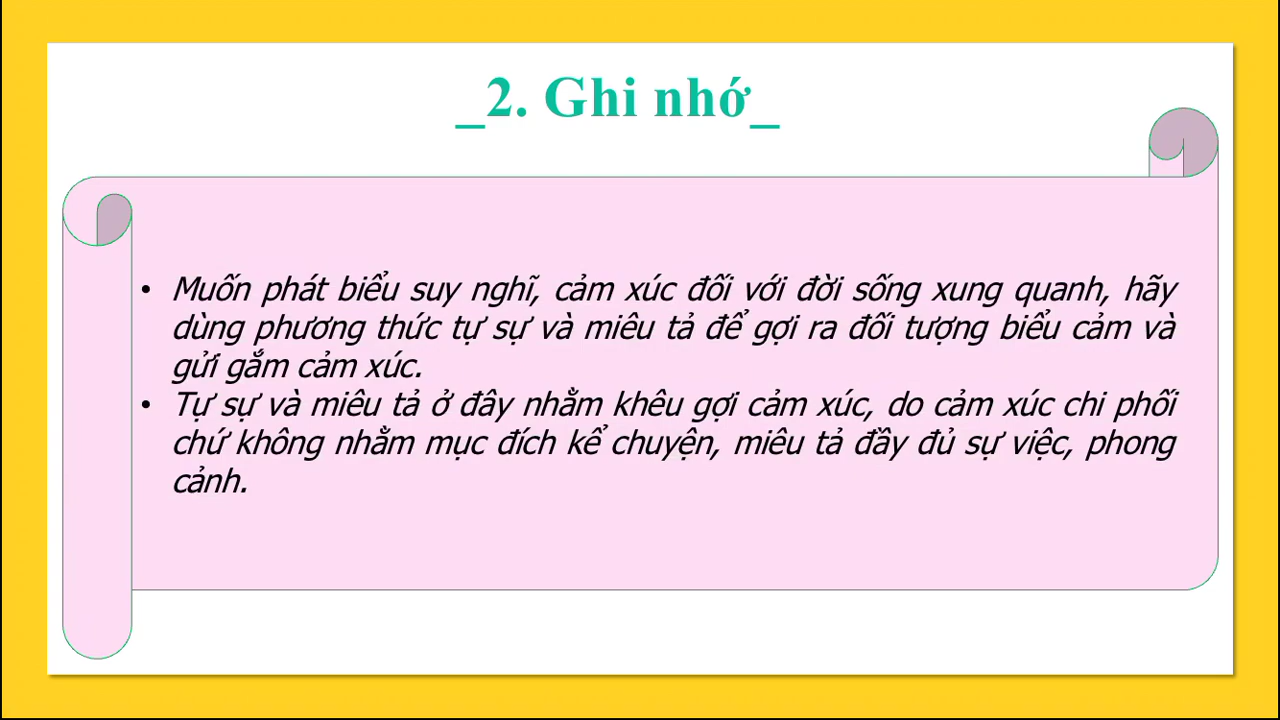 _2. Ghi nhớ_
• Muốn phát biểu suy nghĩ, cảm xúc đối với đời sống xung quanh, hãy
dùng phương thức tự sự và miêu tả để gợi ra đối tượng biểu cảm và
gửi gắm cảm xúc.
• Tự sự và miêu tả ở đây nhằm khêu gợi cảm xúc, do cảm xúc chi phối
chứ không nhằm mục đích kể chuyện, miêu tả đầy đủ sự việc, phong
cảnh.